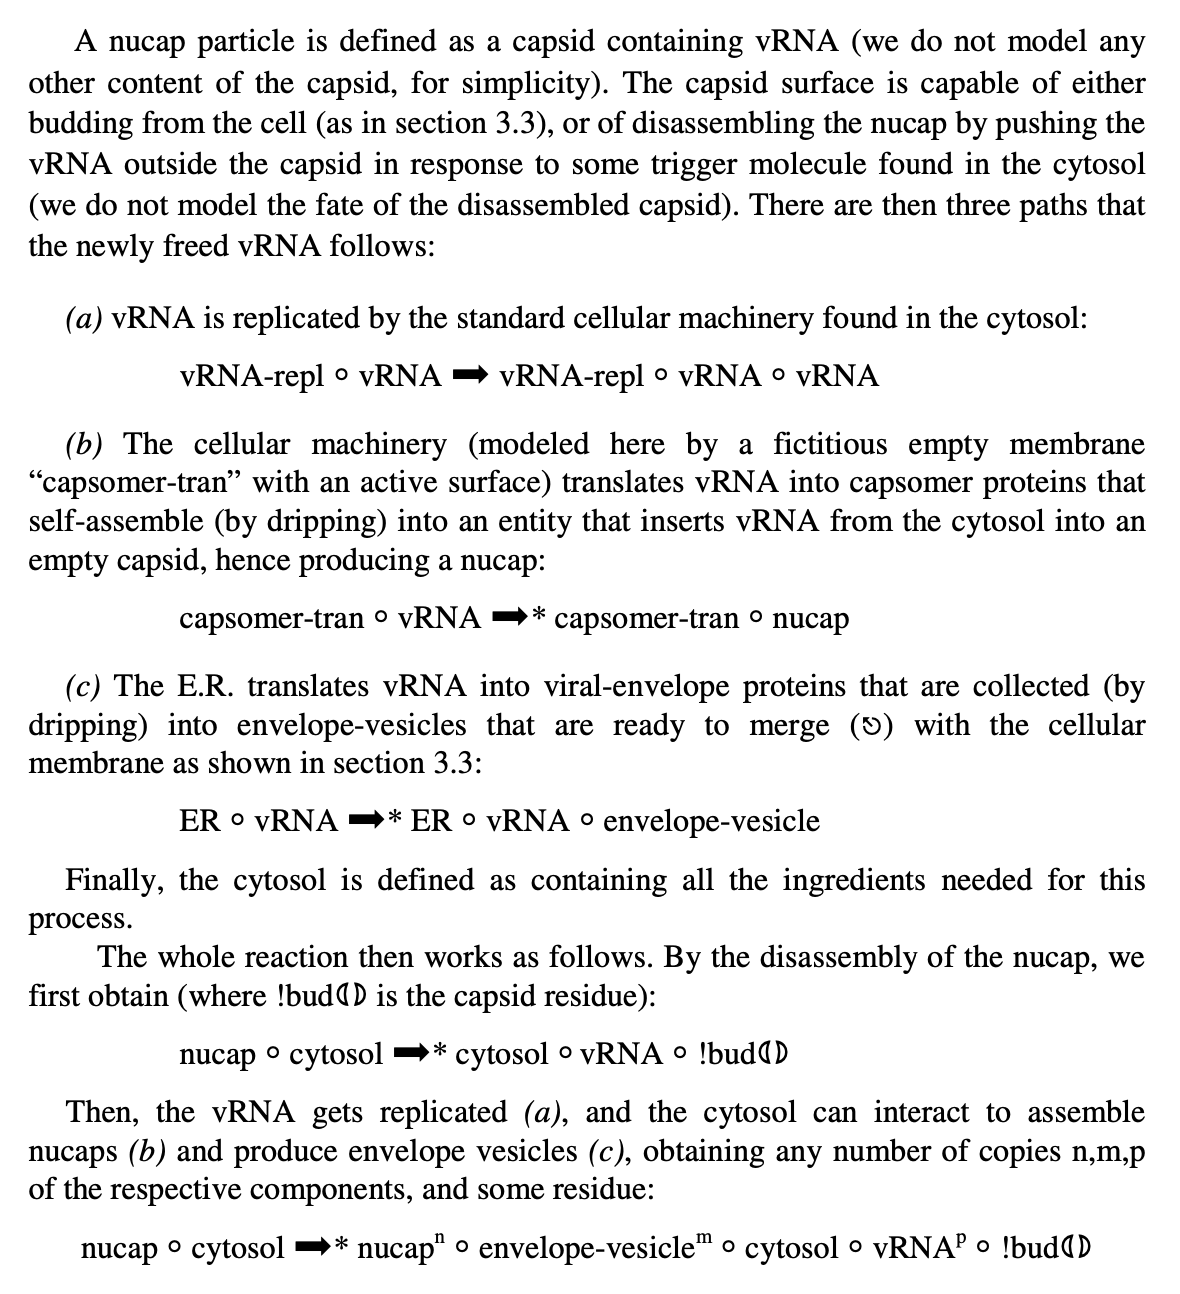 A nucap particle is defined as a capsid containing vRNA (we do not model any
other content of the capsid, for simplicity). The capsid surface is capable of either
budding from the cell (as in section 3.3), or of disassembling the nucap by pushing the
vRNA outside the capsid in response to some trigger molecule found in the cytosol
(we do not model the fate of the disassembled capsid). There are then three paths that
the newly freed vRNA follows:
(a) vRNA is replicated by the standard cellular machinery found in the cytosol:
vRNA-repl ∘ vRNA ➡ vRNA-repl ∘ vRNA ∘ vRNA
(b) The cellular machinery (modeled here by a fictitious empty membrane
“capsomer-tran” with an active surface) translates vRNA into capsomer proteins that
self-assemble (by dripping) into an entity that inserts vRNA from the cytosol into an
empty capsid, hence producing a nucap:
capsomer-tran ∘ vRNA ➡* capsomer-tran ∘ nucap
(c) The E.R. translates vRNA into viral-envelope proteins that are collected (by
dripping) into envelope-vesicles that are ready to merge (⎋) with the cellular
membrane as shown in section 3.3:
ER ∘ vRNA ➡* ER ∘ vRNA ∘ envelope-vesicle
Finally, the cytosol is defined as containing all the ingredients needed for this
process.
The whole reaction then works as follows. By the disassembly of the nucap, we
first obtain (where !bud⦇⦈ is the capsid residue):
nucap ∘ cytosol ➡* cytosol ∘ vRNA ∘ !bud⦇⦈
Then, the vRNA gets replicated (a), and the cytosol can interact to assemble
nucaps (b) and produce envelope vesicles (c), obtaining any number of copies n,m,p
of the respective components, and some residue:
nucap ∘ cytosol ➡* nucapⁿ ∘ envelope-vesicleᵐ ∘ cytosol ∘ vRNAᵖ ∘ !bud⦇⦈